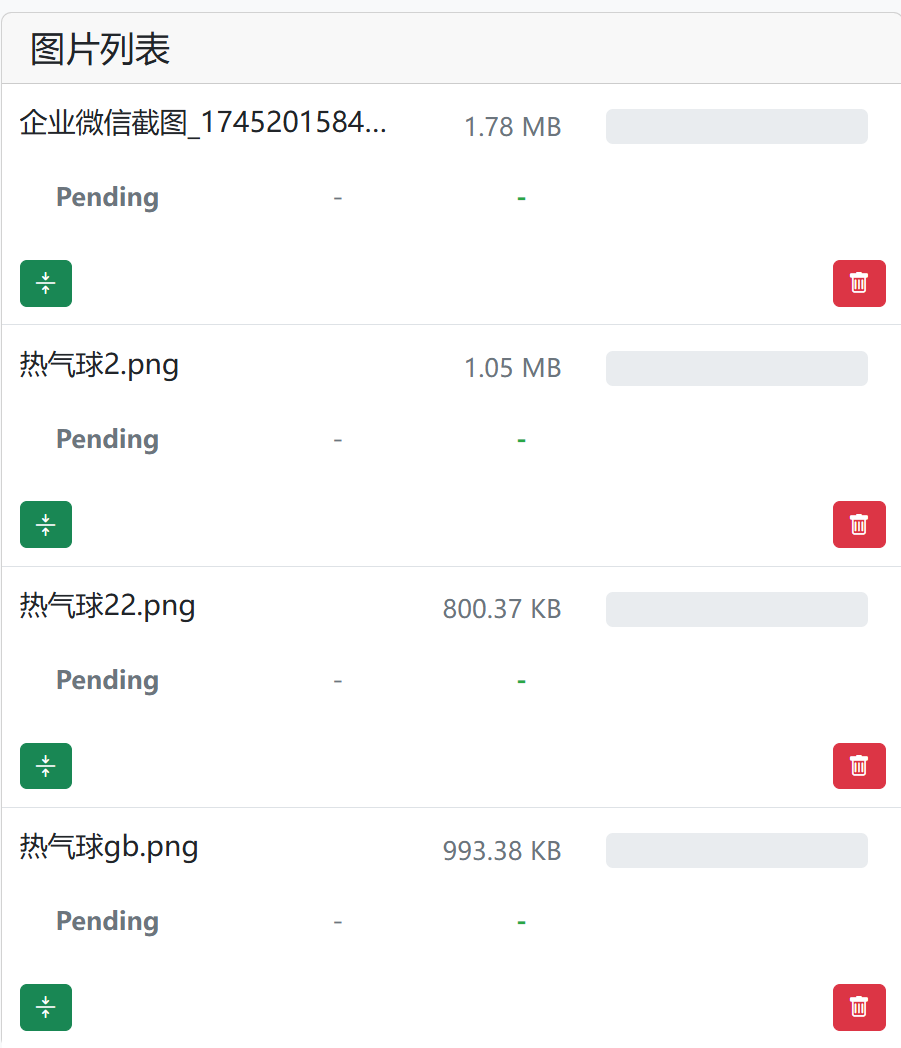 图片列表
企业微信截图_1745201584... 1.78 MB
Pending - -
热气球2.png 1.05 MB
Pending - -
热气球22.png 800.37 KB
Pending - -
热气球gb.png 993.38 KB
Pending - -